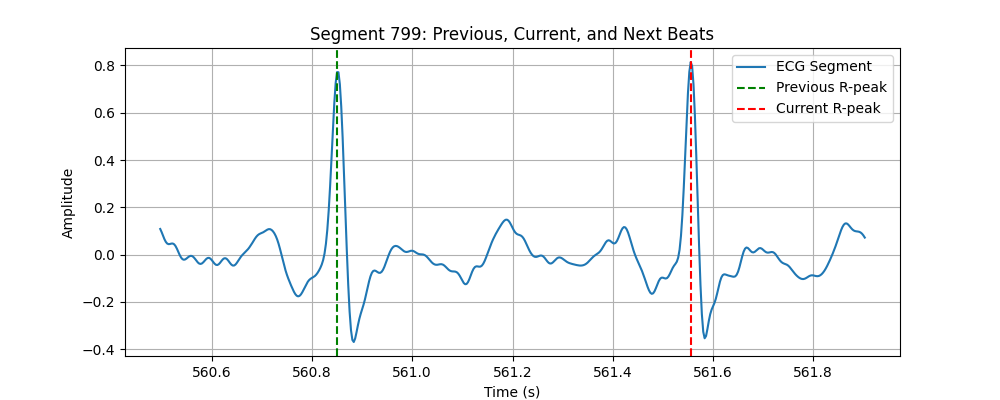 Segment 799: Previous, Current, and Next Beats
ECG Segment
Previous R-peak
Current R-peak
Amplitude
0.8
0.6
0.4
0.2
0.0
−0.2
−0.4
560.6 560.8 561.0 561.2 561.4 561.6 561.8
Time (s)